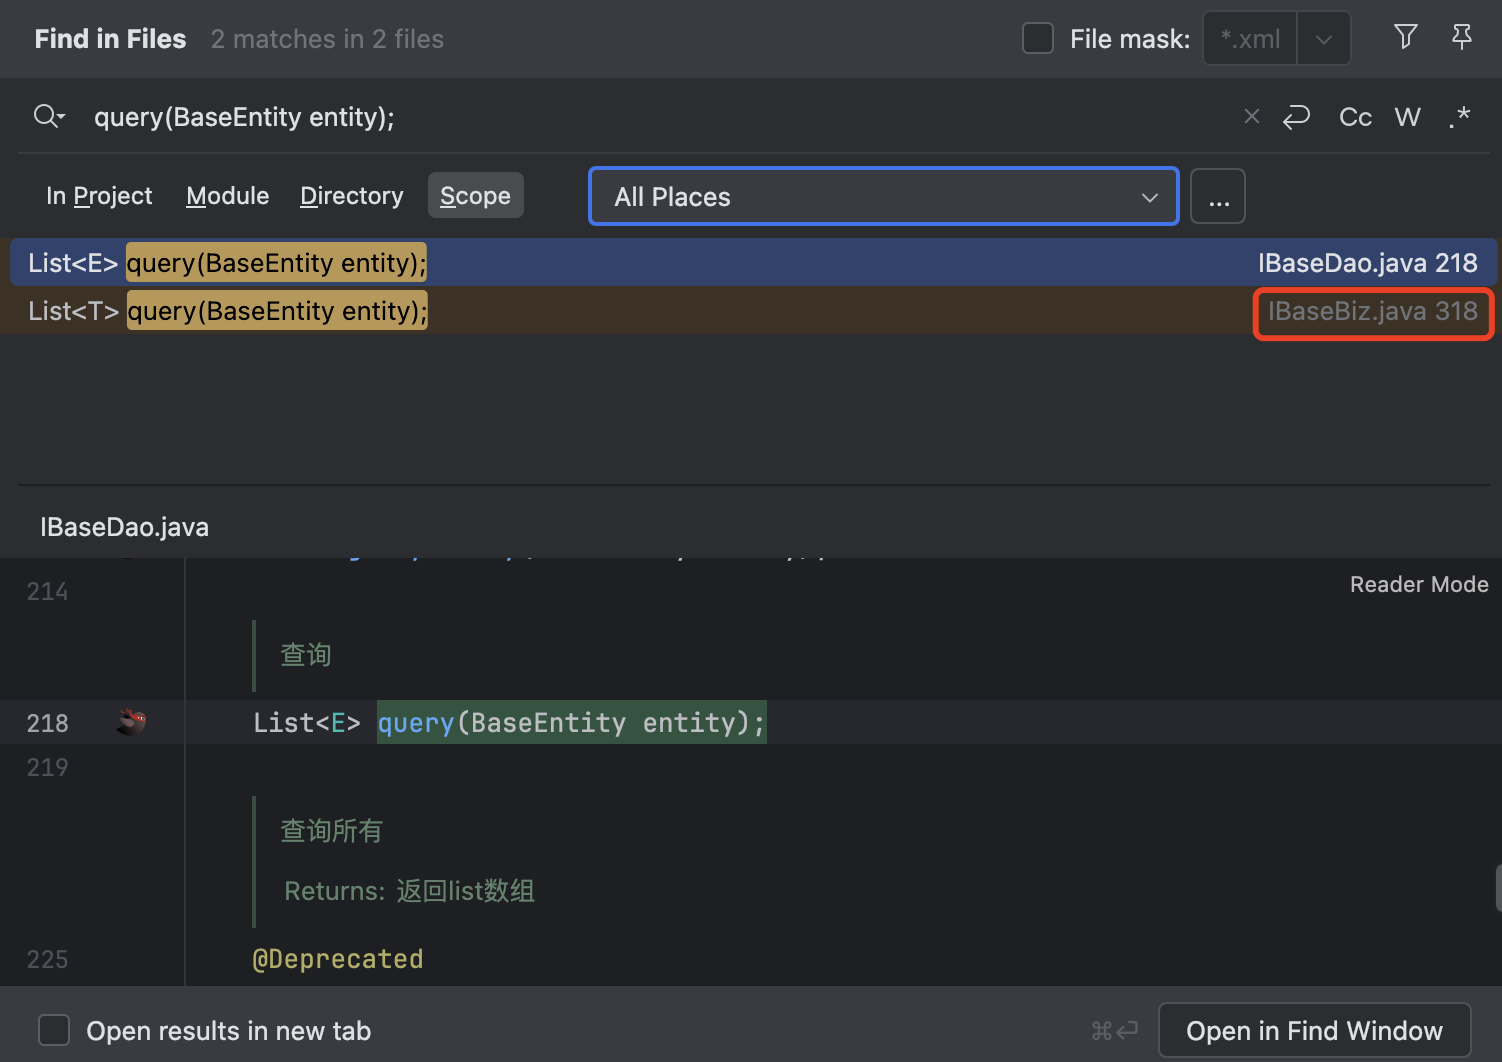 Find in Files 2 matches in 2 files File mask: *.xml
query(BaseEntity entity); Cc W .*
In Project Module Directory Scope All Places ...
List<E> query(BaseEntity entity); IBaseDao.java 218
List<T> query(BaseEntity entity); IBaseBiz.java 318
IBaseDao.java
214 Reader Mode
查询
218 List<E> query(BaseEntity entity);
219
查询所有
Returns: 返回list数组
225 @Deprecated
Open results in new tab ⌘⏎ Open in Find Window